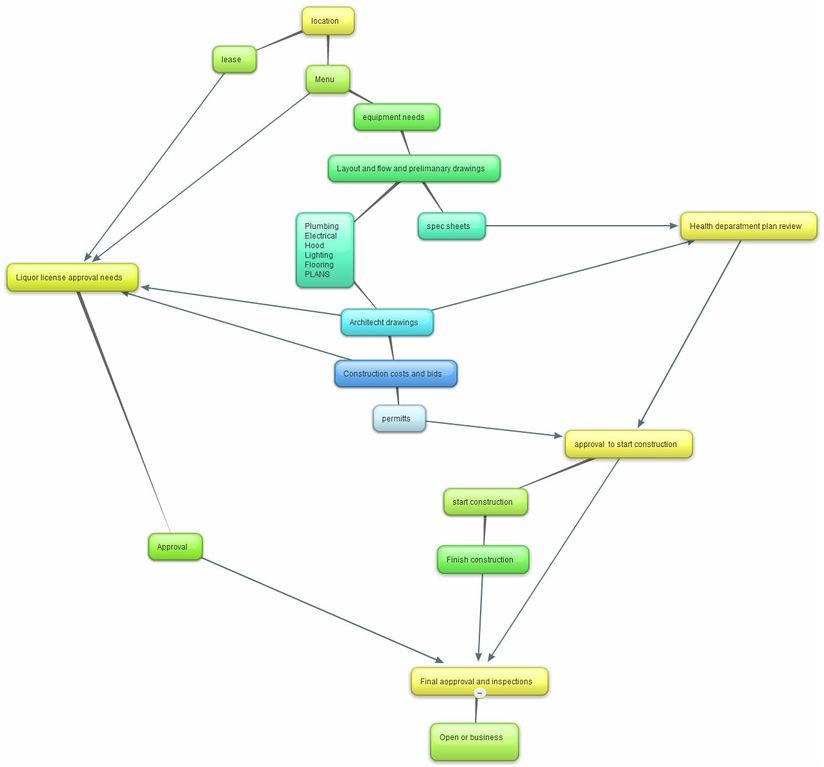 location
lease
Menu
equipment needs
Layout and flow and prelimanary drawings
Plumbing
Electrical
Hood
Lighting
Flooring
PLANS
spec sheets
Health deparatment plan review
Liquor license approval needs
Architecht drawings
Construction costs and bids
permitts
approval to start construction
start construction
Approval
Finish construction
Final aopproval and inspections
Open or business